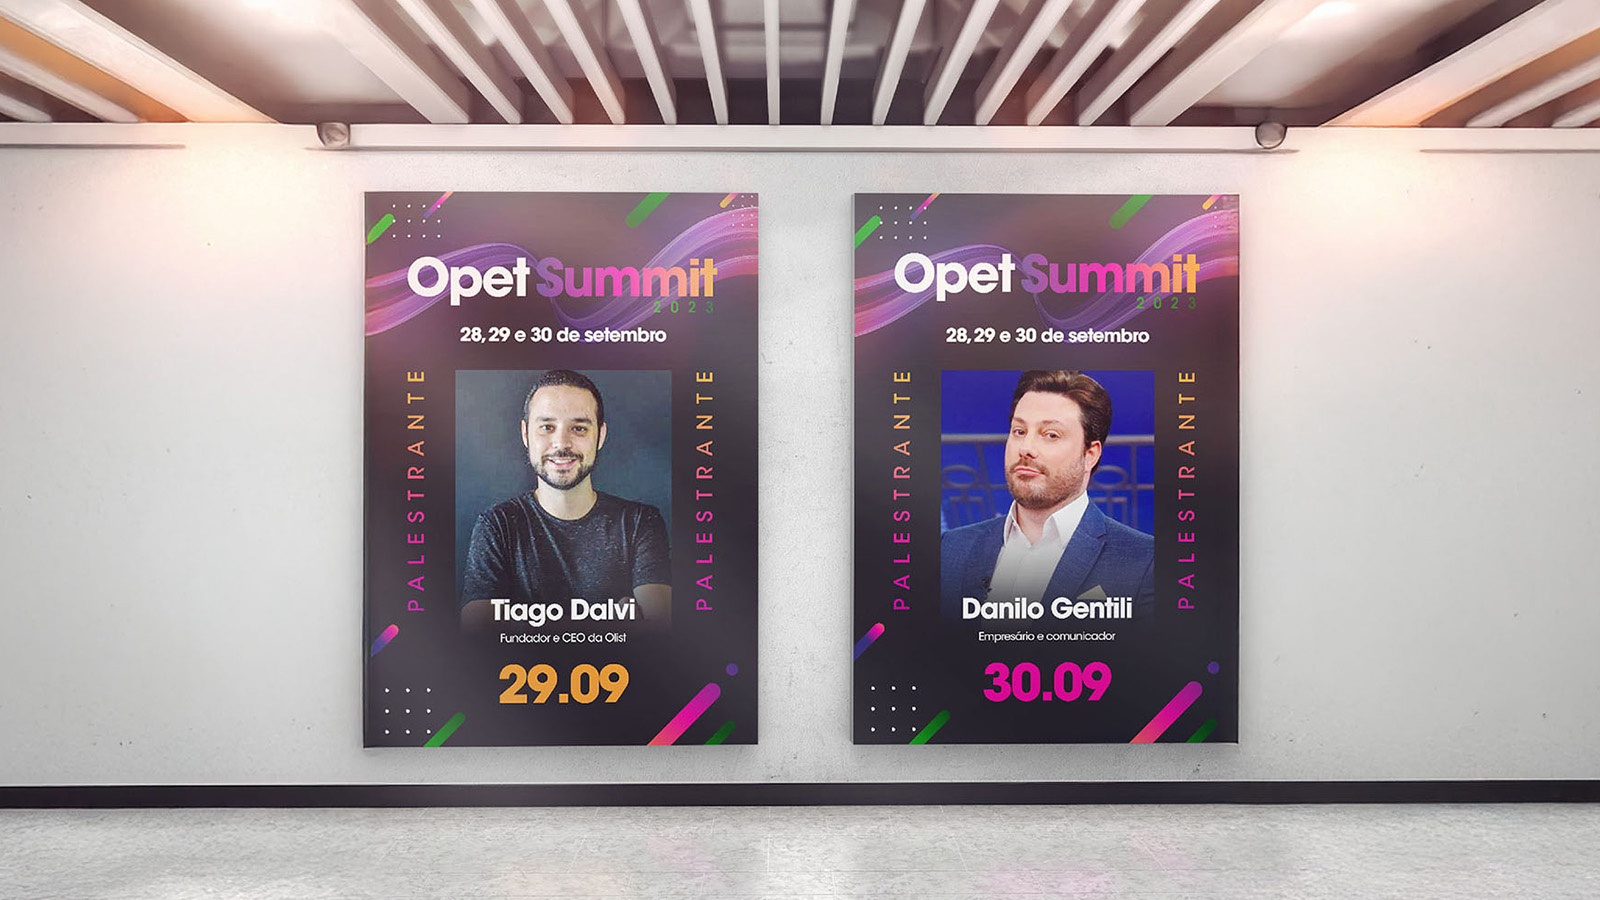 Opet Summit
2023
28, 29 e 30 de setembro
PALESTRANTE
PALESTRANTE
Tiago Dalvi
Fundador e CEO da Olist
29.09
Opet Summit
2023
28, 29 e 30 de setembro
PALESTRANTE
PALESTRANTE
Danilo Gentili
Empresário e comunicador
30.09